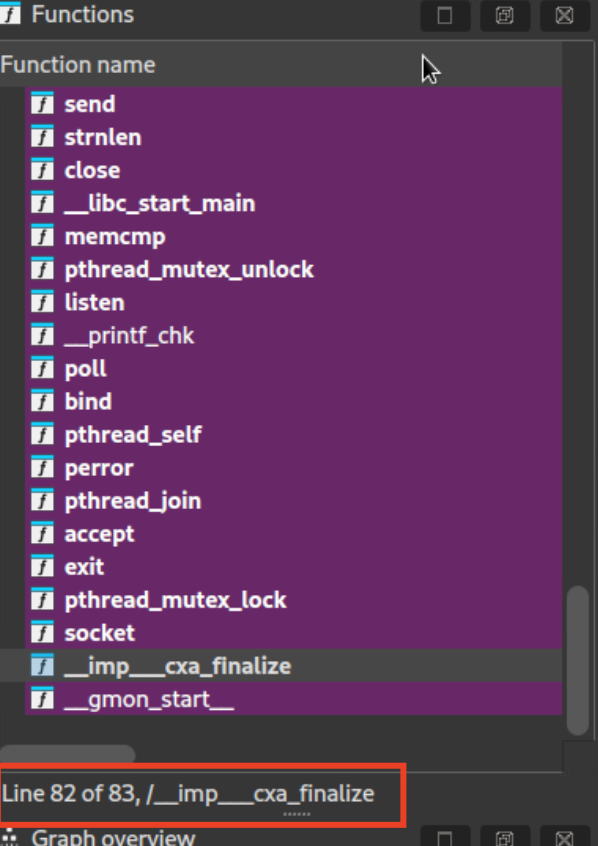 Functions
Function name
f send
f strnlen
f close
f __libc_start_main
f memcmp
f pthread_mutex_unlock
f listen
f __printf_chk
f poll
f bind
f pthread_self
f perror
f pthread_join
f accept
f exit
f pthread_mutex_lock
f socket
f __imp___cxa_finalize
f __gmon_start__
Line 82 of 83, /__imp___cxa_finalize
Graph overview